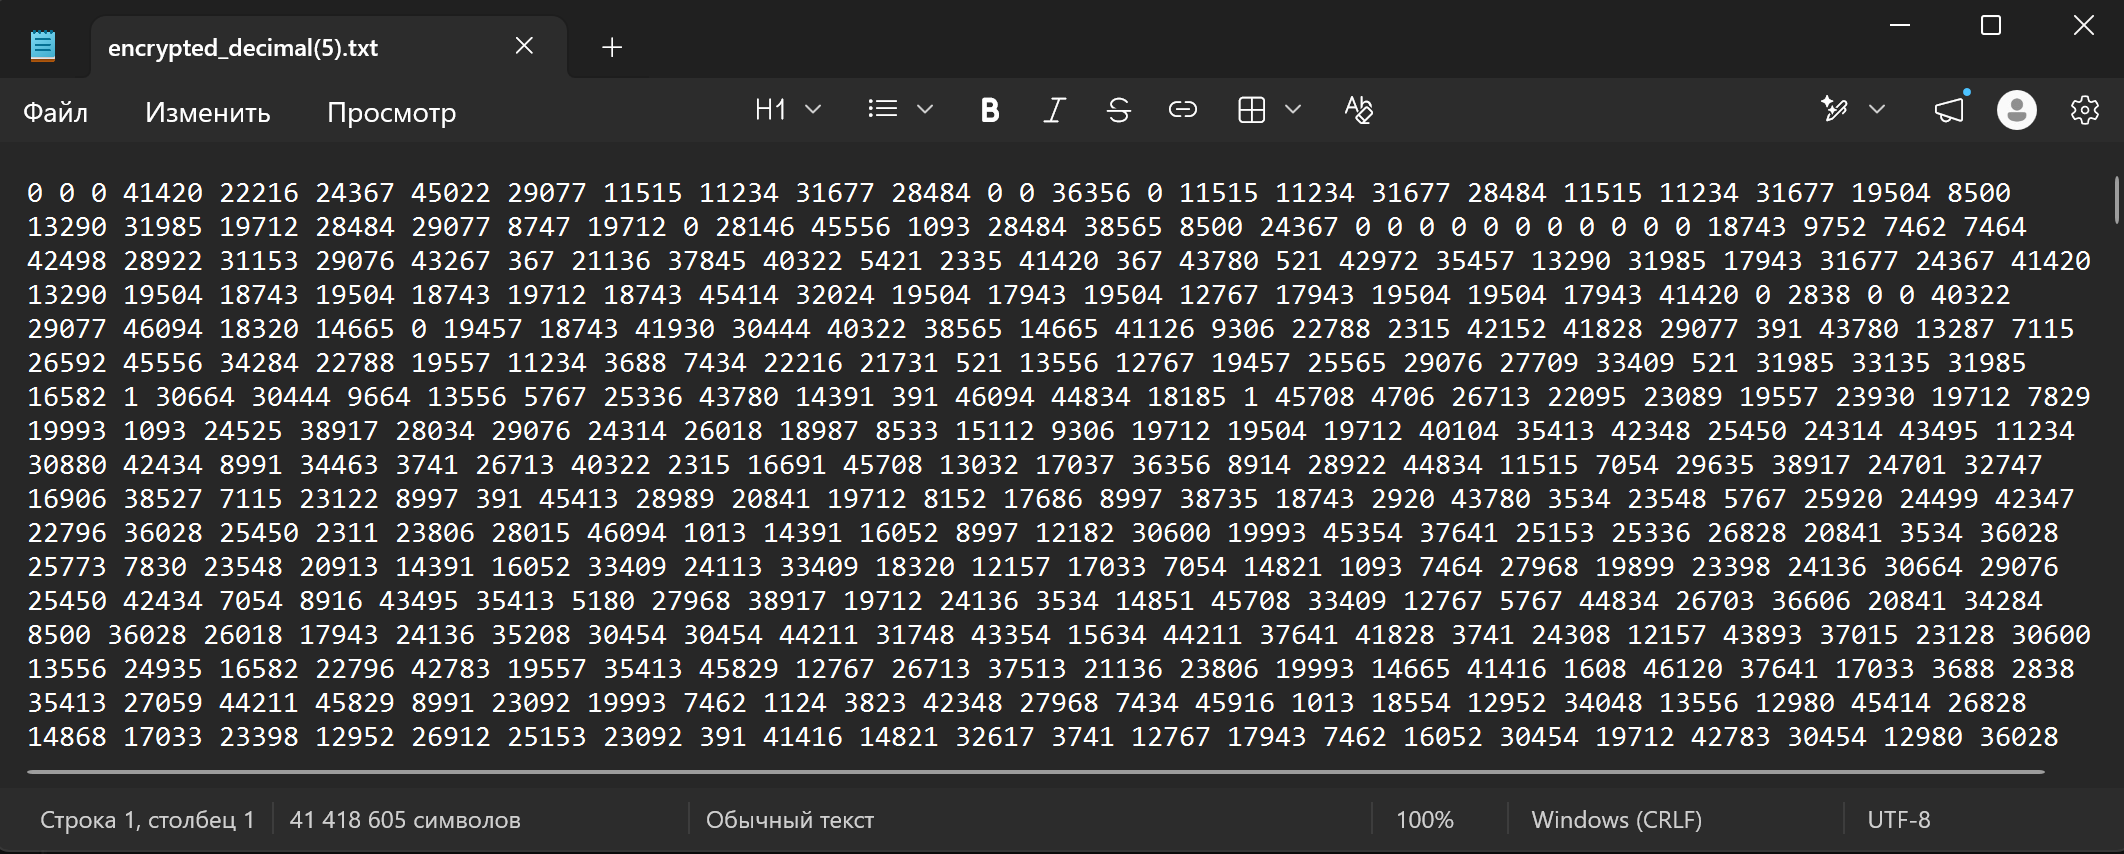 encrypted_decimal(5).txt
Файл Изменить Просмотр H1 B I S Ab
0 0 0 41420 22216 24367 45022 29077 11515 11234 31677 28484 0 0 36356 0 11515 11234 31677 28484 11515 11234 31677 19504 8500
13290 31985 19712 28484 29077 8747 19712 0 28146 45556 1093 28484 38565 8500 24367 0 0 0 0 0 0 0 0 0 0 0 18743 9752 7462 7464
42498 28922 31153 29076 43267 367 21136 37845 40322 5421 2335 41420 367 43780 521 42972 35457 13290 31985 17943 31677 24367 41420
13290 19504 18743 19504 18743 19712 18743 45414 32024 19504 17943 19504 12767 17943 19504 19504 17943 41420 0 2838 0 0 40322
29077 46094 18320 14665 0 19457 18743 41930 30444 40322 38565 14665 41126 9306 22788 2315 42152 41828 29077 391 43780 13287 7115
26592 45556 34284 22788 19557 11234 3688 7434 22216 21731 521 13556 12767 19457 25565 29076 27709 33409 521 31985 33135 31985
16582 1 30664 30444 9664 13556 5767 25336 43780 14391 391 46094 44834 18185 1 45708 4706 26713 22095 23089 19557 23930 19712 7829
19993 1093 24525 38917 28034 29076 24314 26018 18987 8533 15112 9306 19712 19504 19712 40104 35413 42348 25450 24314 43495 11234
30880 42434 8991 34463 3741 26713 40322 2315 16691 45708 13032 17037 36356 8914 28922 44834 11515 7054 29635 38917 24701 32747
16906 38527 7115 23122 8997 391 45413 28989 20841 19712 8152 17686 8997 38735 18743 2920 43780 3534 23548 5767 25920 24499 42347
22796 36028 25450 2311 23806 28015 46094 1013 14391 16052 8997 12182 30600 19993 45354 37641 25153 25336 26828 20841 3534 36028
25773 7830 23548 20913 14391 16052 33409 24113 33409 18320 12157 17033 7054 14821 1093 7464 27968 19899 23398 24136 30664 29076
25450 42434 7054 8916 43495 35413 5180 27968 38917 19712 24136 3534 14851 45708 33409 12767 5767 44834 26703 36606 20841 34284
8500 36028 26018 17943 24136 35208 30454 30454 44211 31748 43354 15634 44211 37641 41828 3741 24308 12157 43893 37015 23128 30600
13556 24935 16582 22796 42783 19557 35413 45829 12767 26713 37513 21136 23806 19993 14665 41416 1608 46120 37641 17033 3688 2838
35413 27059 44211 45829 8991 23092 19993 7462 1124 3823 42348 27968 7434 45916 1013 18554 12952 34048 13556 12980 45414 26828
14868 17033 23398 12952 26912 25153 23092 391 41416 14821 32617 3741 12767 17943 7462 16052 30454 19712 42783 30454 12980 36028
Строка 1, столбец 1 41 418 605 символов Обычный текст 100% Windows (CRLF) UTF-8